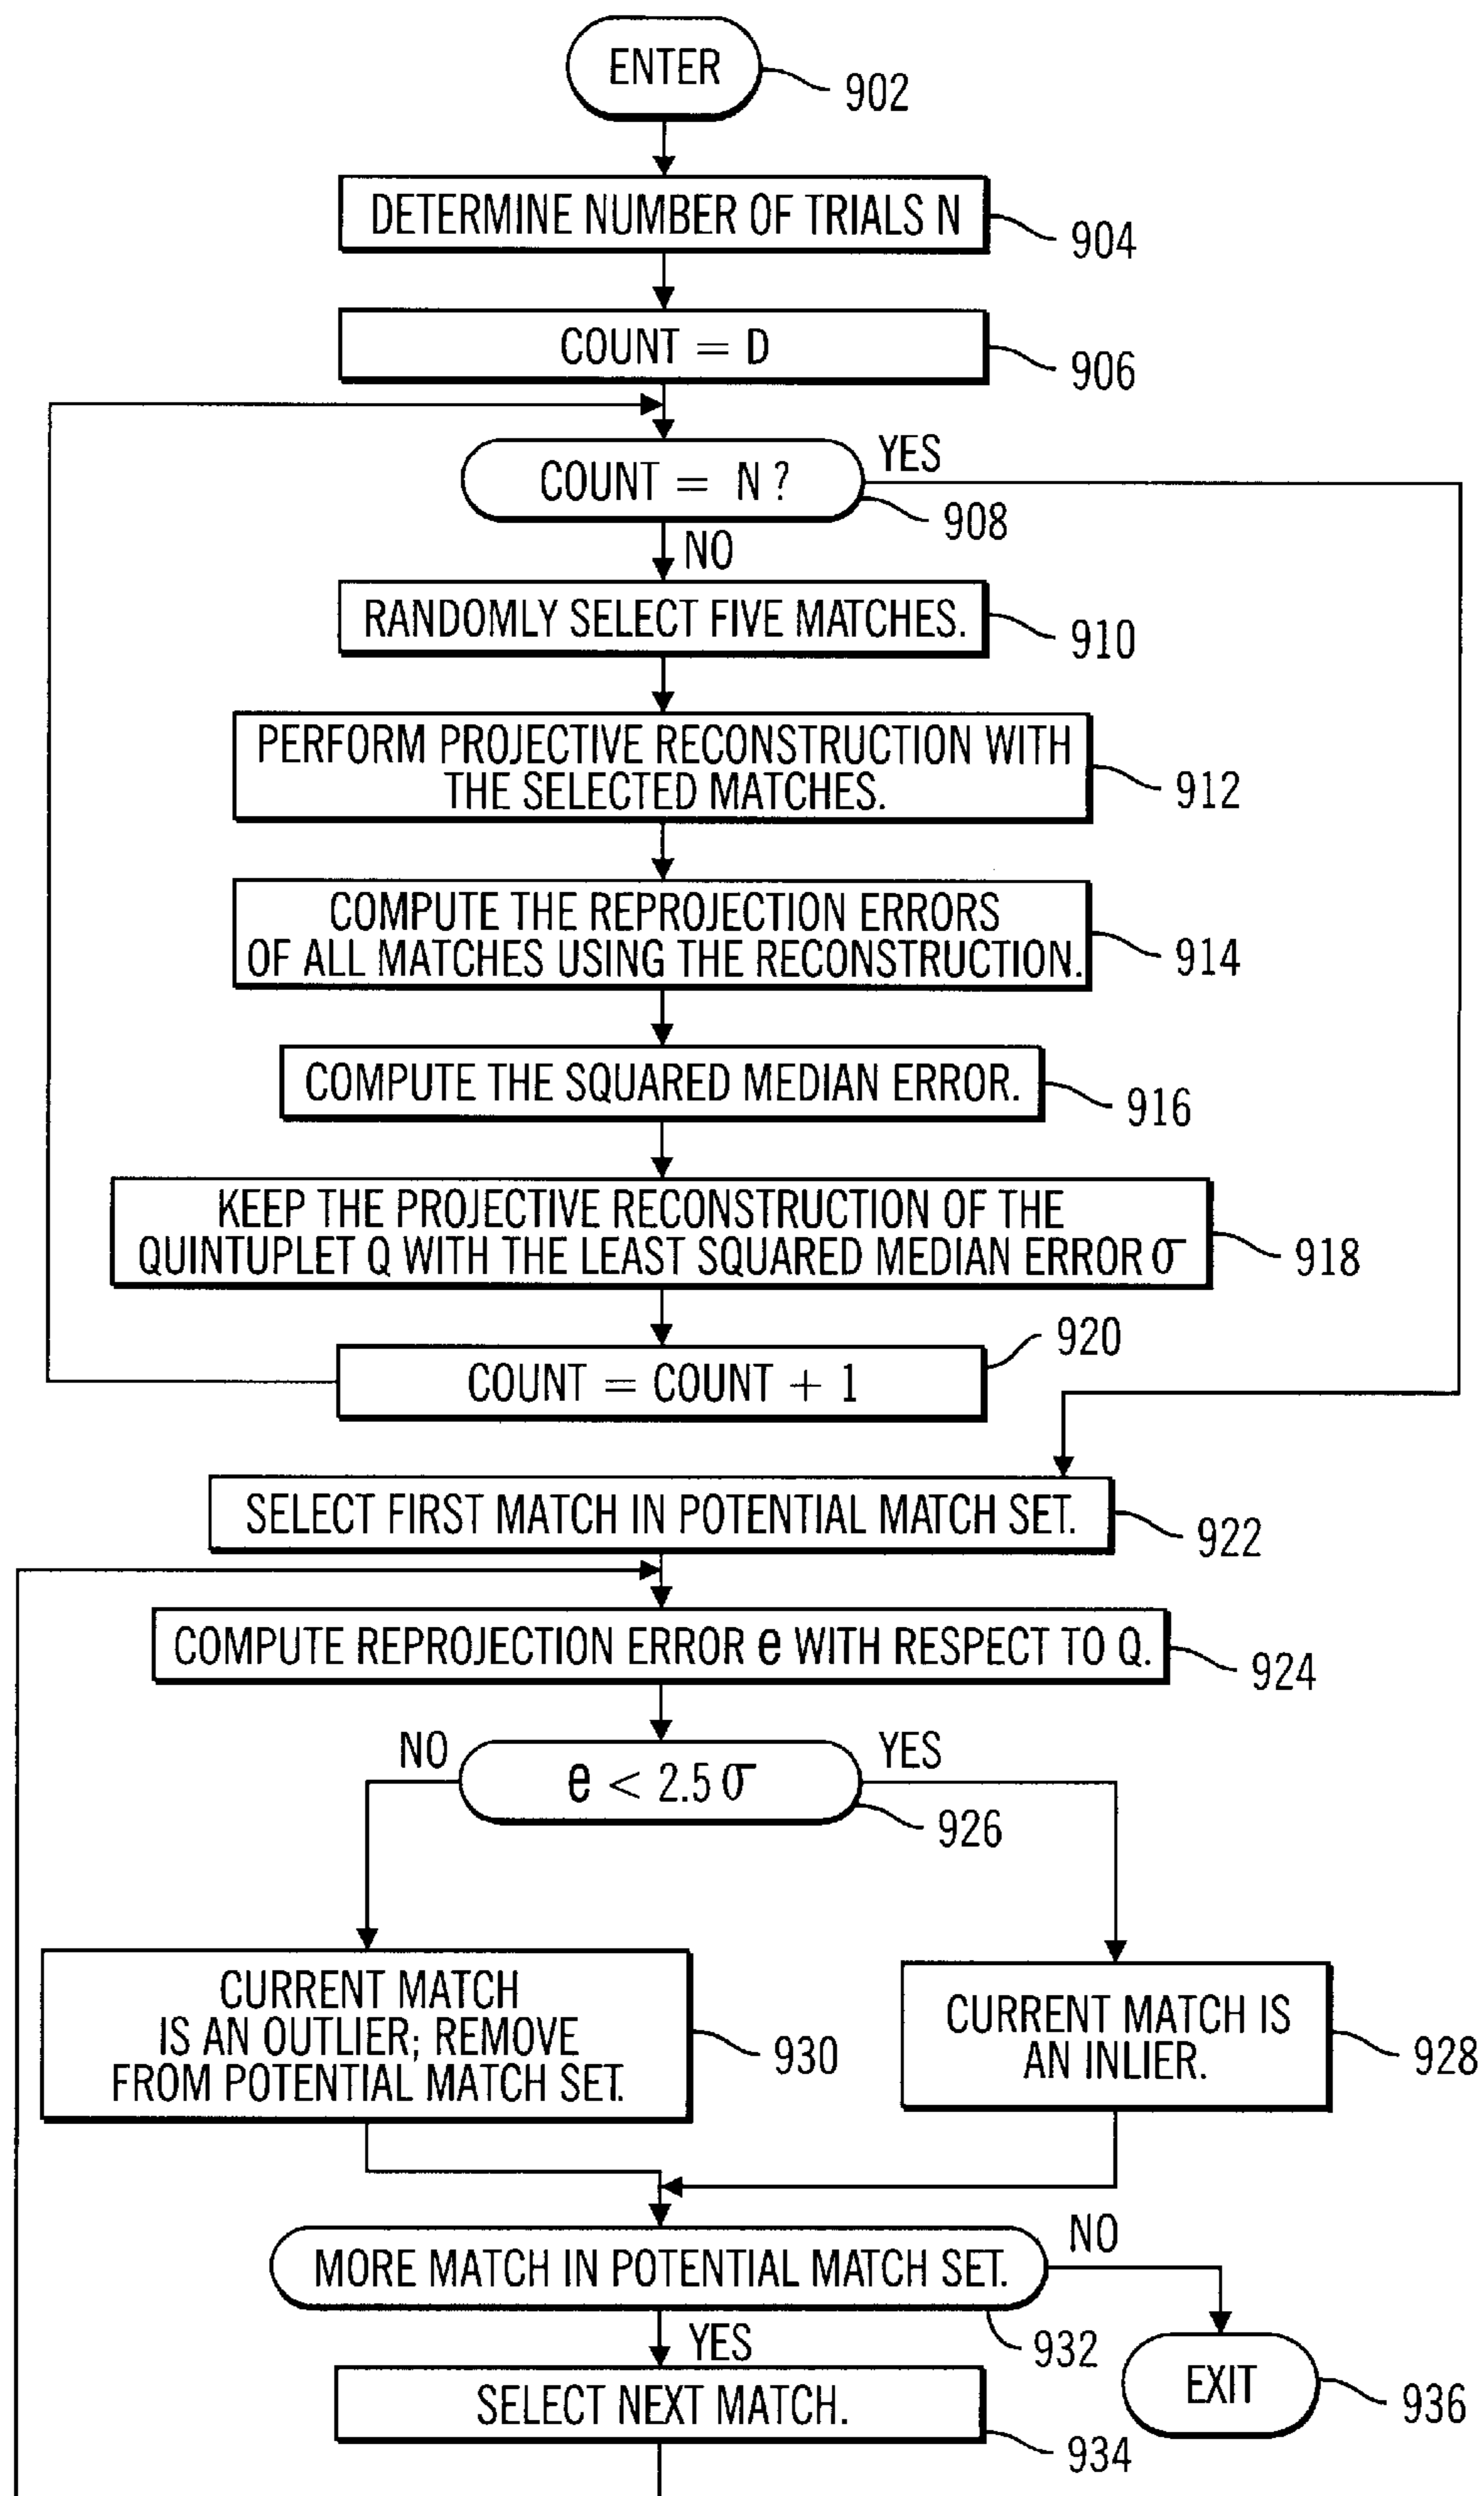 ENTER
902
DETERMINE NUMBER OF TRIALS N
904
COUNT = D
906
COUNT = N ?
YES
908
NO
RANDOMLY SELECT FIVE MATCHES.
910
PERFORM PROJECTIVE RECONSTRUCTION WITH
THE SELECTED MATCHES.
912
COMPUTE THE REPROJECTION ERRORS
OF ALL MATCHES USING THE RECONSTRUCTION.
914
COMPUTE THE SQUARED MEDIAN ERROR.
916
KEEP THE PROJECTIVE RECONSTRUCTION OF THE
QUINTUPLET Q WITH THE LEAST SQUARED MEDIAN ERROR σ
918
920
COUNT = COUNT + 1
SELECT FIRST MATCH IN POTENTIAL MATCH SET.
922
COMPUTE REPROJECTION ERROR e WITH RESPECT TO Q.
924
NO
e < 2.5 σ
YES
926
CURRENT MATCH
IS AN OUTLIER; REMOVE
FROM POTENTIAL MATCH SET.
930
CURRENT MATCH IS
AN INLIER.
928
MORE MATCH IN POTENTIAL MATCH SET.
NO
932
YES
SELECT NEXT MATCH.
934
EXIT
936